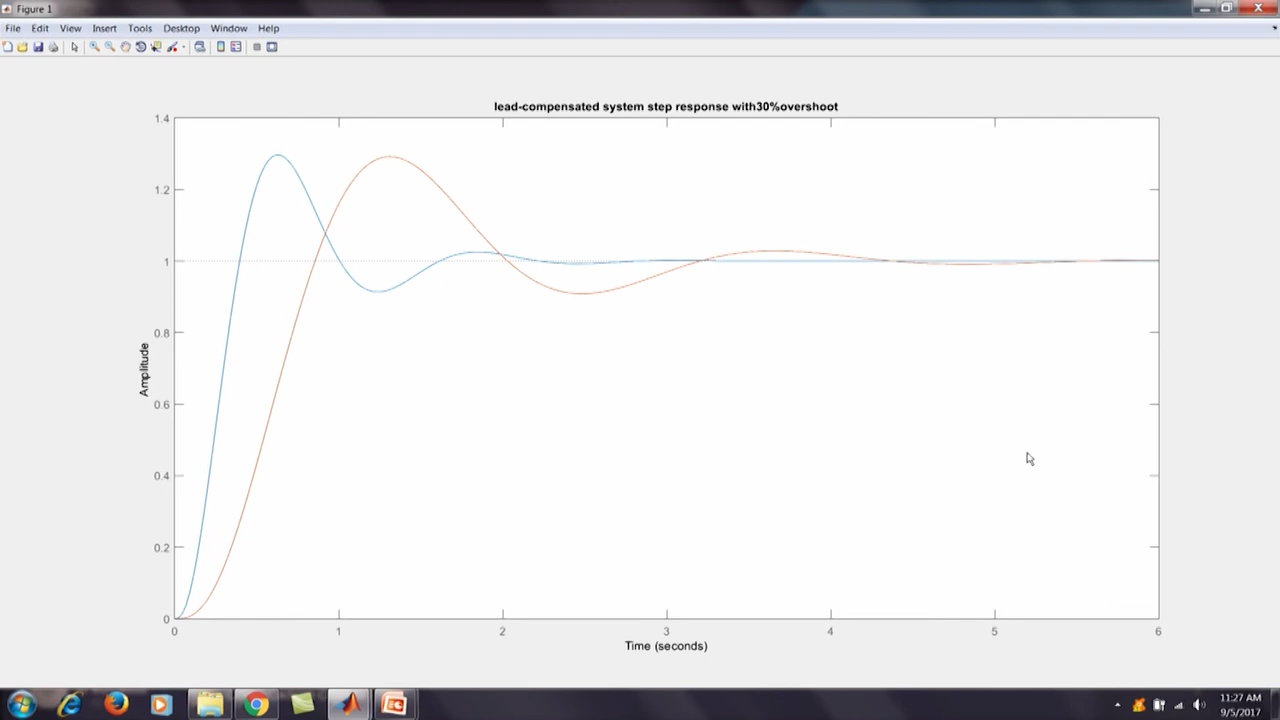 Figure 1
File Edit View Insert Tools Desktop Window Help
lead-compensated system step response with30%overshoot
1.4
1.2
1
0.8
0.6
0.4
0.2
0
Amplitude
0 1 2 3 4 5 6
Time (seconds)
11:27 AM
9/5/2017